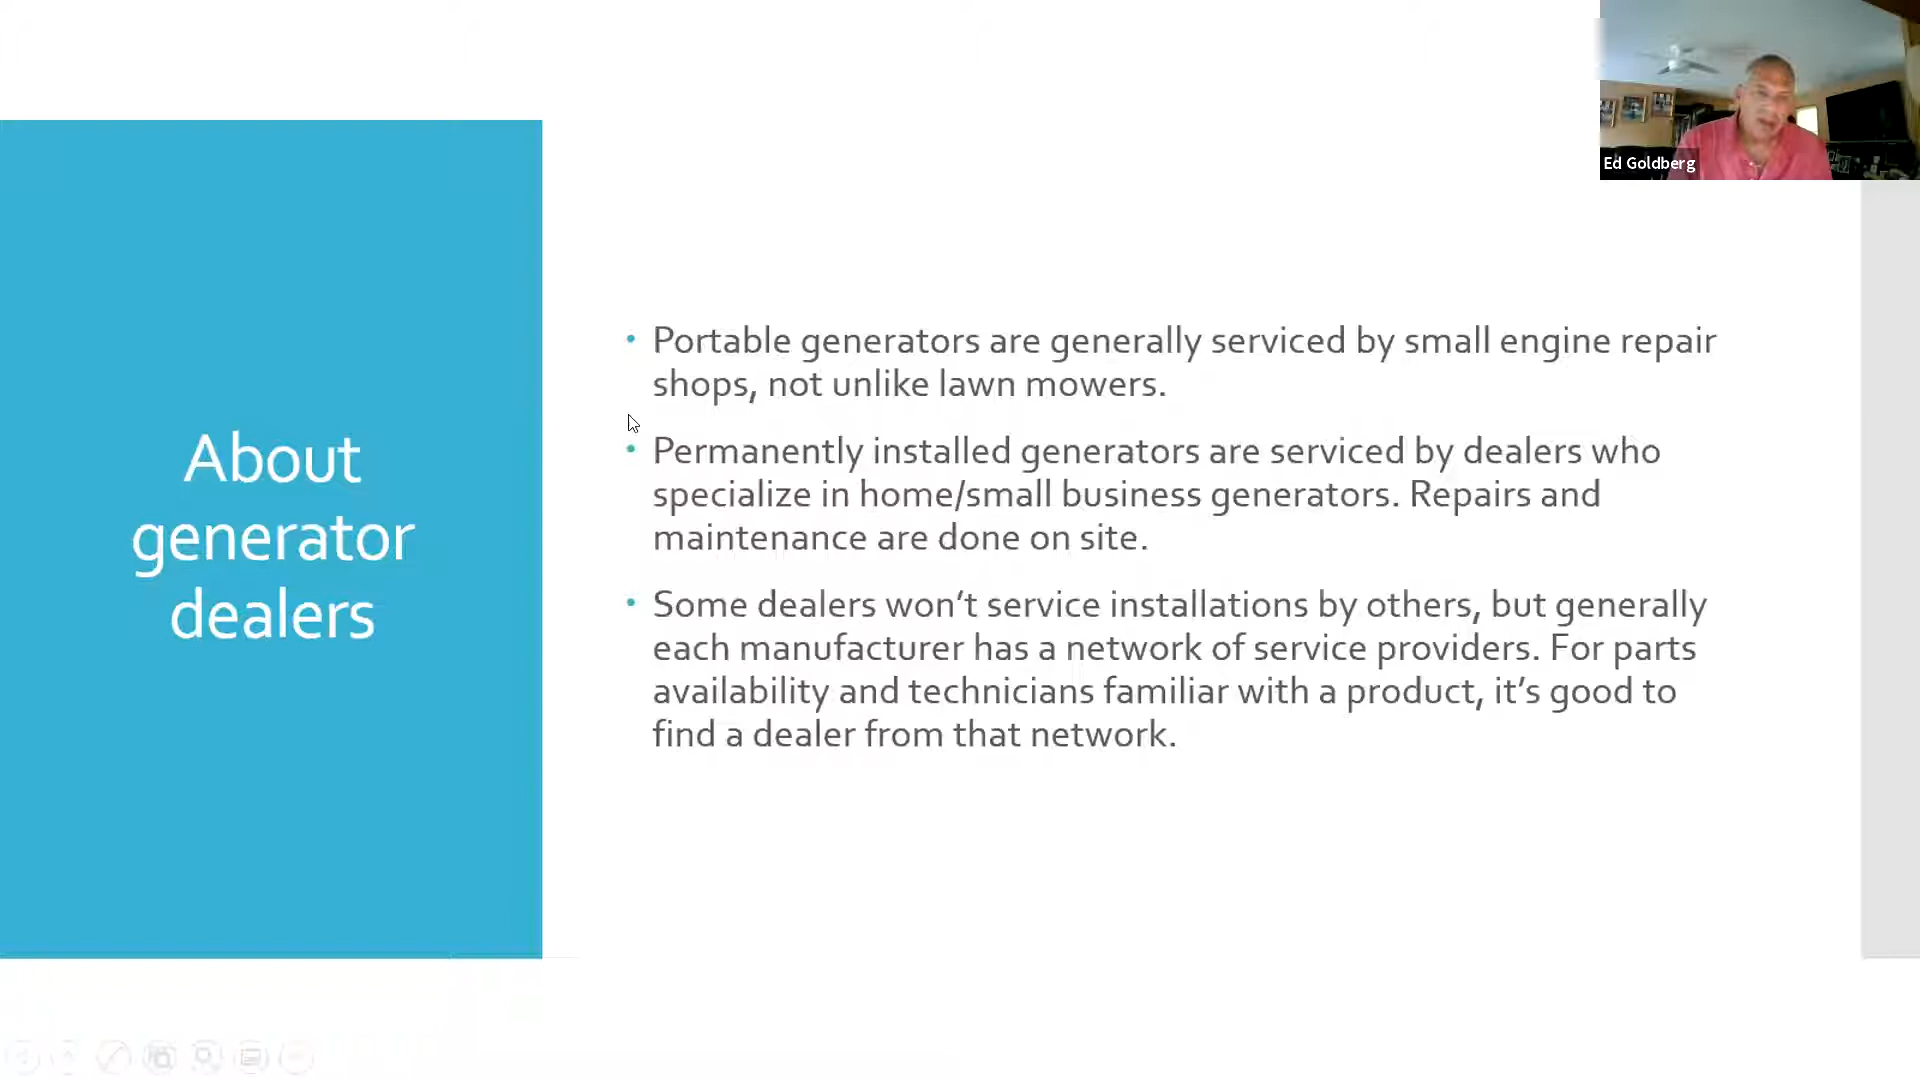 Ed Goldberg
About
generator
dealers
• Portable generators are generally serviced by small engine repair
shops, not unlike lawn mowers.
• Permanently installed generators are serviced by dealers who
specialize in home/small business generators. Repairs and
maintenance are done on site.
• Some dealers won’t service installations by others, but generally
each manufacturer has a network of service providers. For parts
availability and technicians familiar with a product, it’s good to
find a dealer from that network.